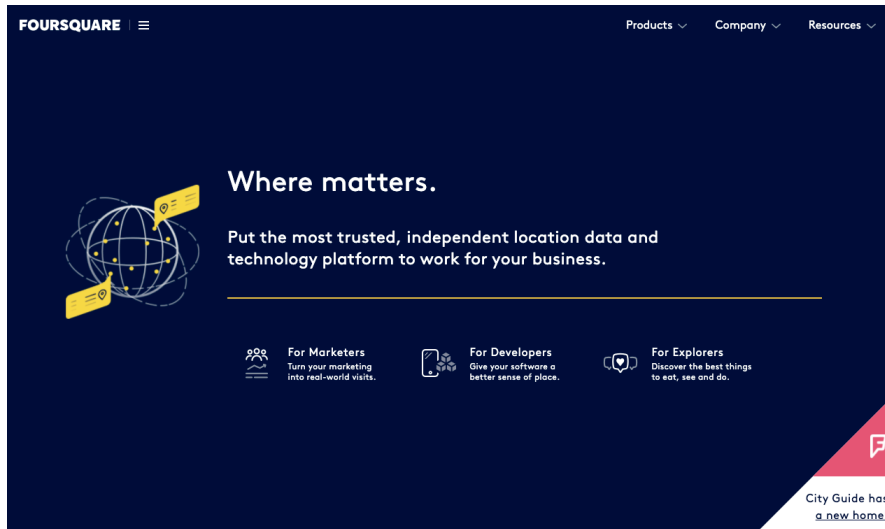 FOURSQUARE
Products
Company
Resources
Where matters.
Put the most trusted, independent location data and
technology platform to work for your business.
For Marketers
Turn your marketing
into real-world visits.
For Developers
Give your software a
better sense of place.
For Explorers
Discover the best things
to eat, see and do.
City Guide has
a new home